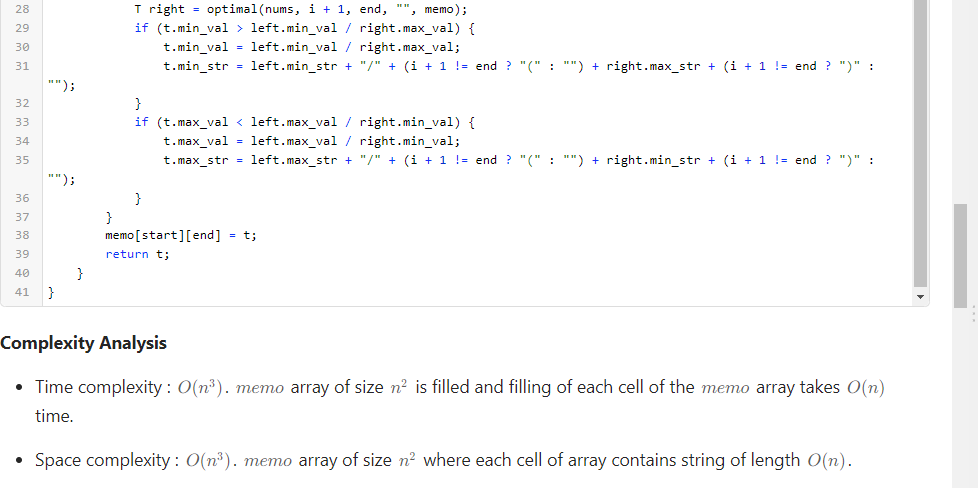 28 T right = optimal(nums, i + 1, end, "", memo);
29 if (t.min_val > left.min_val / right.max_val) {
30 t.min_val = left.min_val / right.max_val;
31 t.min_str = left.min_str + "/" + (i + 1 != end ? "(" : "") + right.max_str + (i + 1 != end ? ")" :
"");
32 }
33 if (t.max_val < left.max_val / right.min_val) {
34 t.max_val = left.max_val / right.min_val;
35 t.max_str = left.max_str + "/" + (i + 1 != end ? "(" : "") + right.min_str + (i + 1 != end ? ")" :
"");
36 }
37 }
38 memo[start][end] = t;
39 return t;
40 }
41 }
Complexity Analysis
• Time complexity : O(n³). memo array of size n² is filled and filling of each cell of the memo array takes O(n)
time.
• Space complexity : O(n³). memo array of size n² where each cell of array contains string of length O(n).